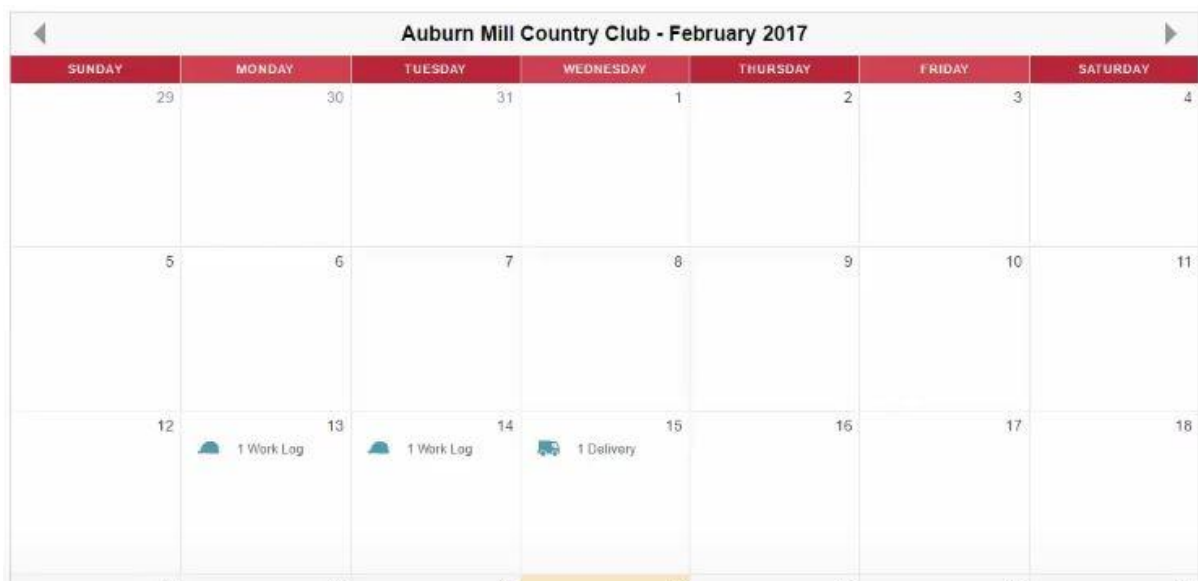 Auburn Mill Country Club - February 2017
SUNDAY MONDAY TUESDAY WEDNESDAY THURSDAY FRIDAY SATURDAY
29 30 31 1 2 3 4
5 6 7 8 9 10 11
12 13 14 15 16 17 18
1 Work Log 1 Work Log 1 Delivery